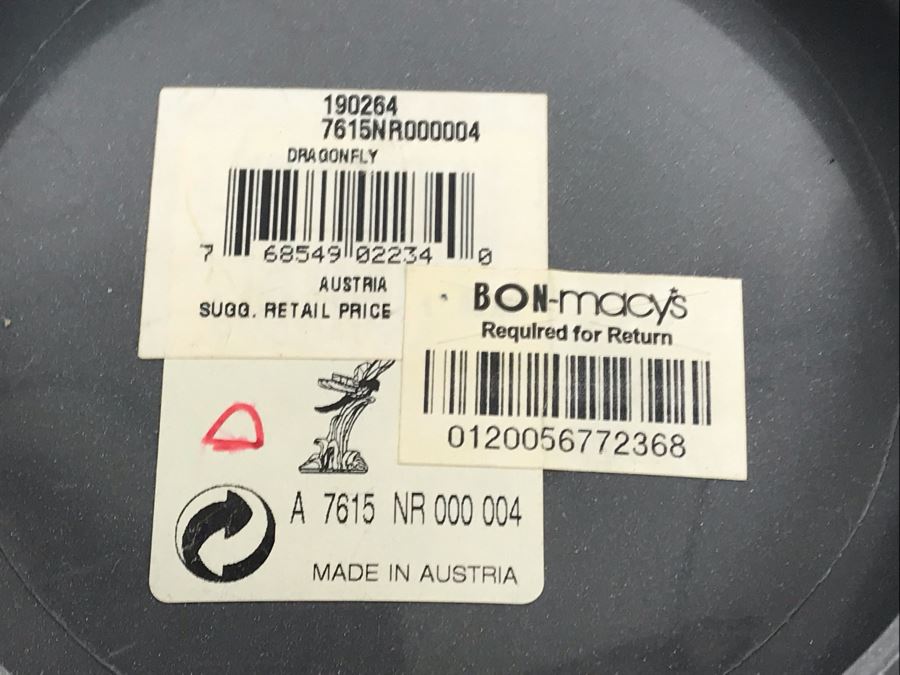 190264
7615NR000004
DRAGONFLY
7 68549 02234 0
AUSTRIA
SUGG. RETAIL PRICE
BON-macy's
Required for Return
0120056772368
A 7615 NR 000 004
MADE IN AUSTRIA